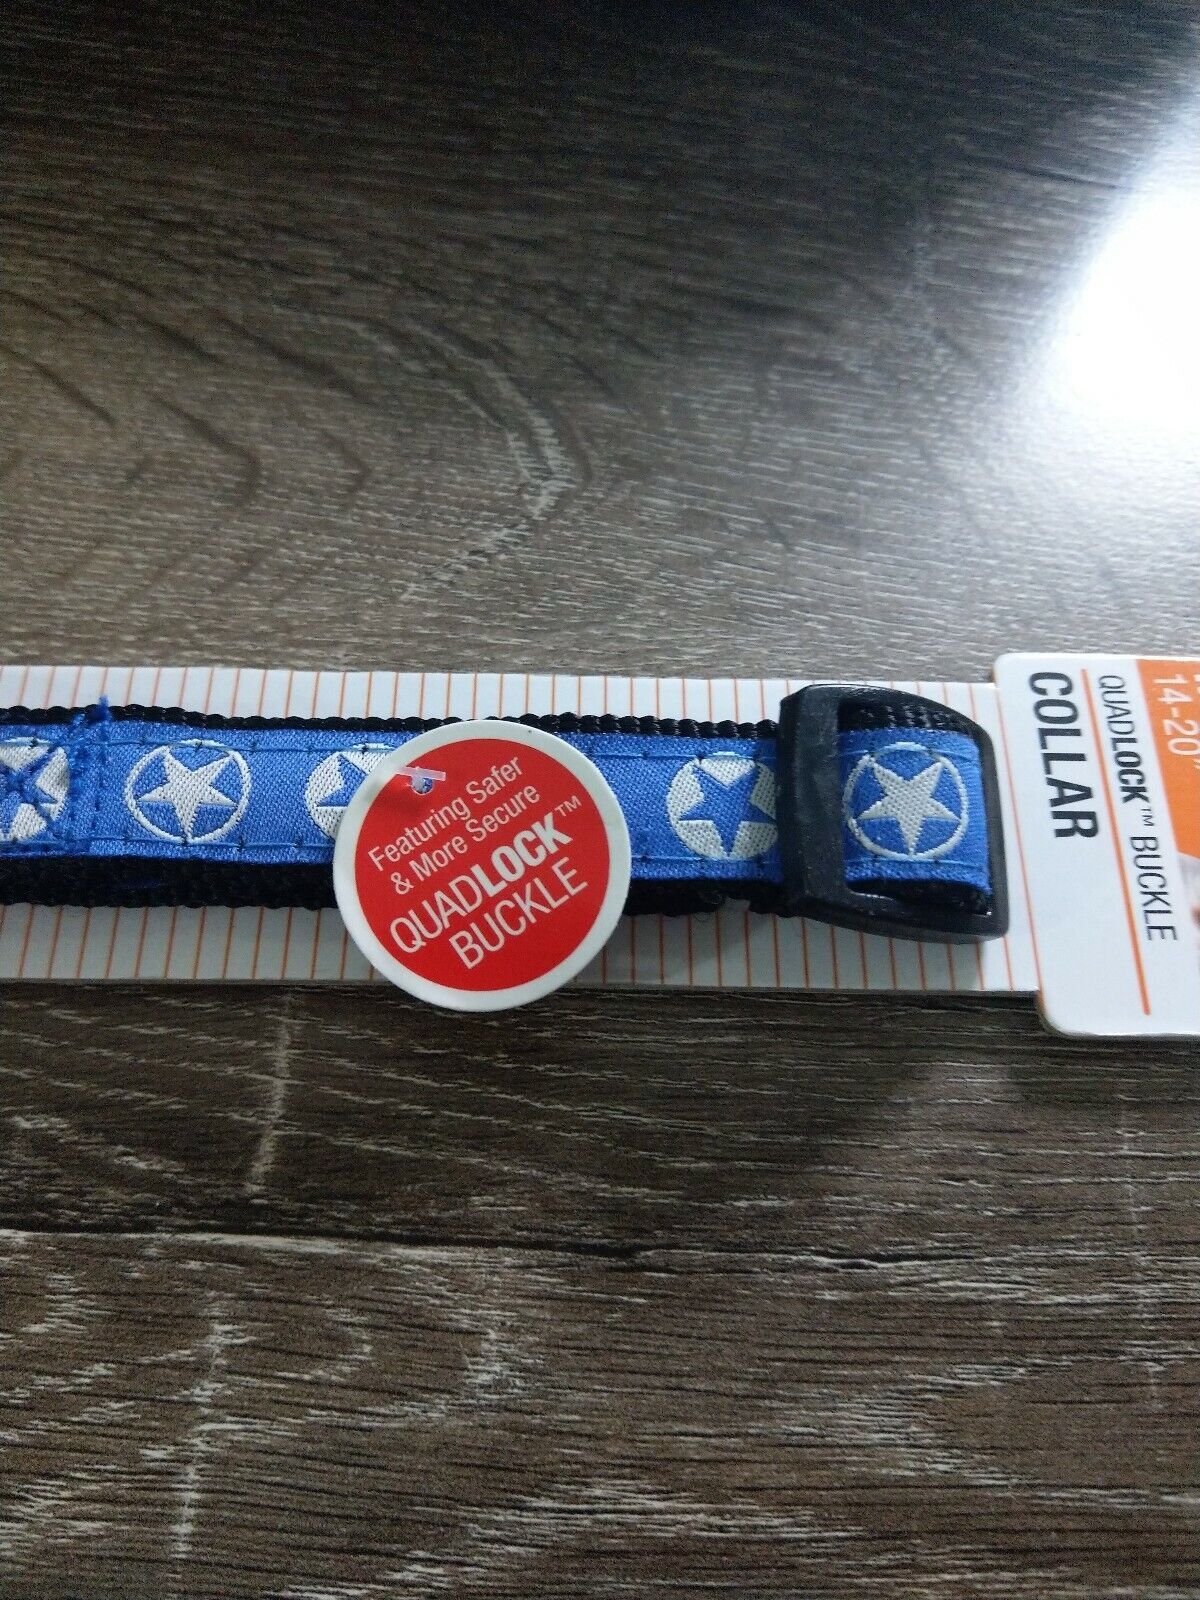 Featuring Safer
& More Secure
QUADLOCK™
BUCKLE
14-20"
QUADLOCK™ BUCKLE
COLLAR